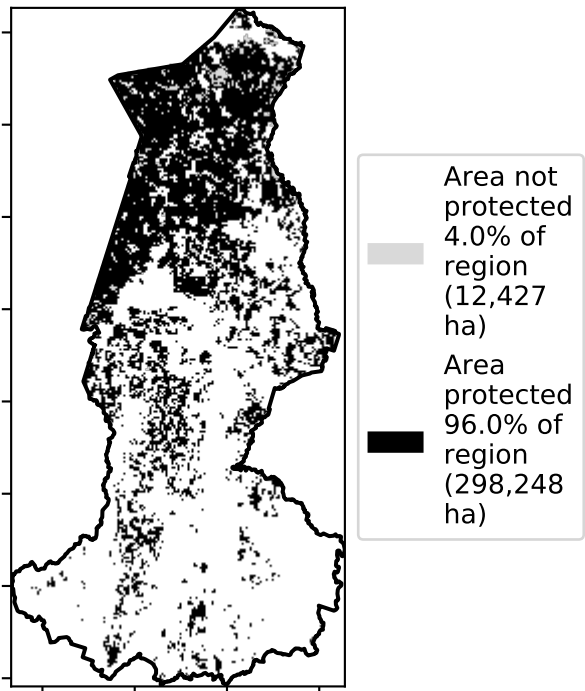 Area not
protected
4.0% of
region
(12,427
ha)
Area
protected
96.0% of
region
(298,248
ha)